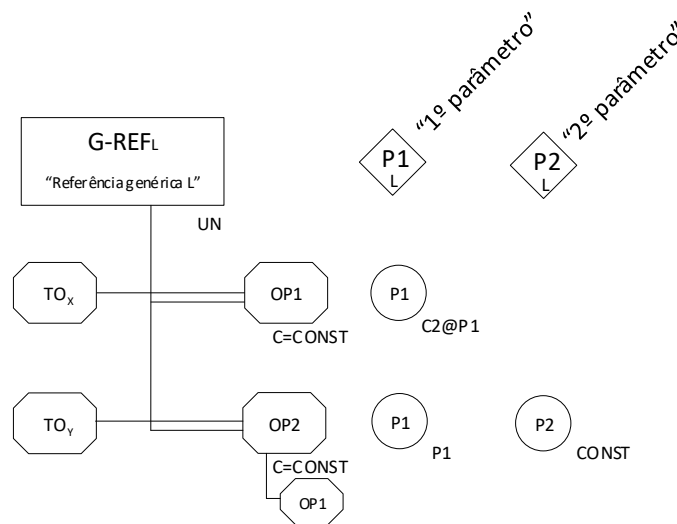 “1º parâmetro”
“2º parâmetro”
G-REFL
“Referência genérica L”
P1
L
P2
L
UN
TOX
OP1
P1
C=CONST
C2@P1
TOY
OP2
P1
P2
C=CONST
P1
CONST
OP1